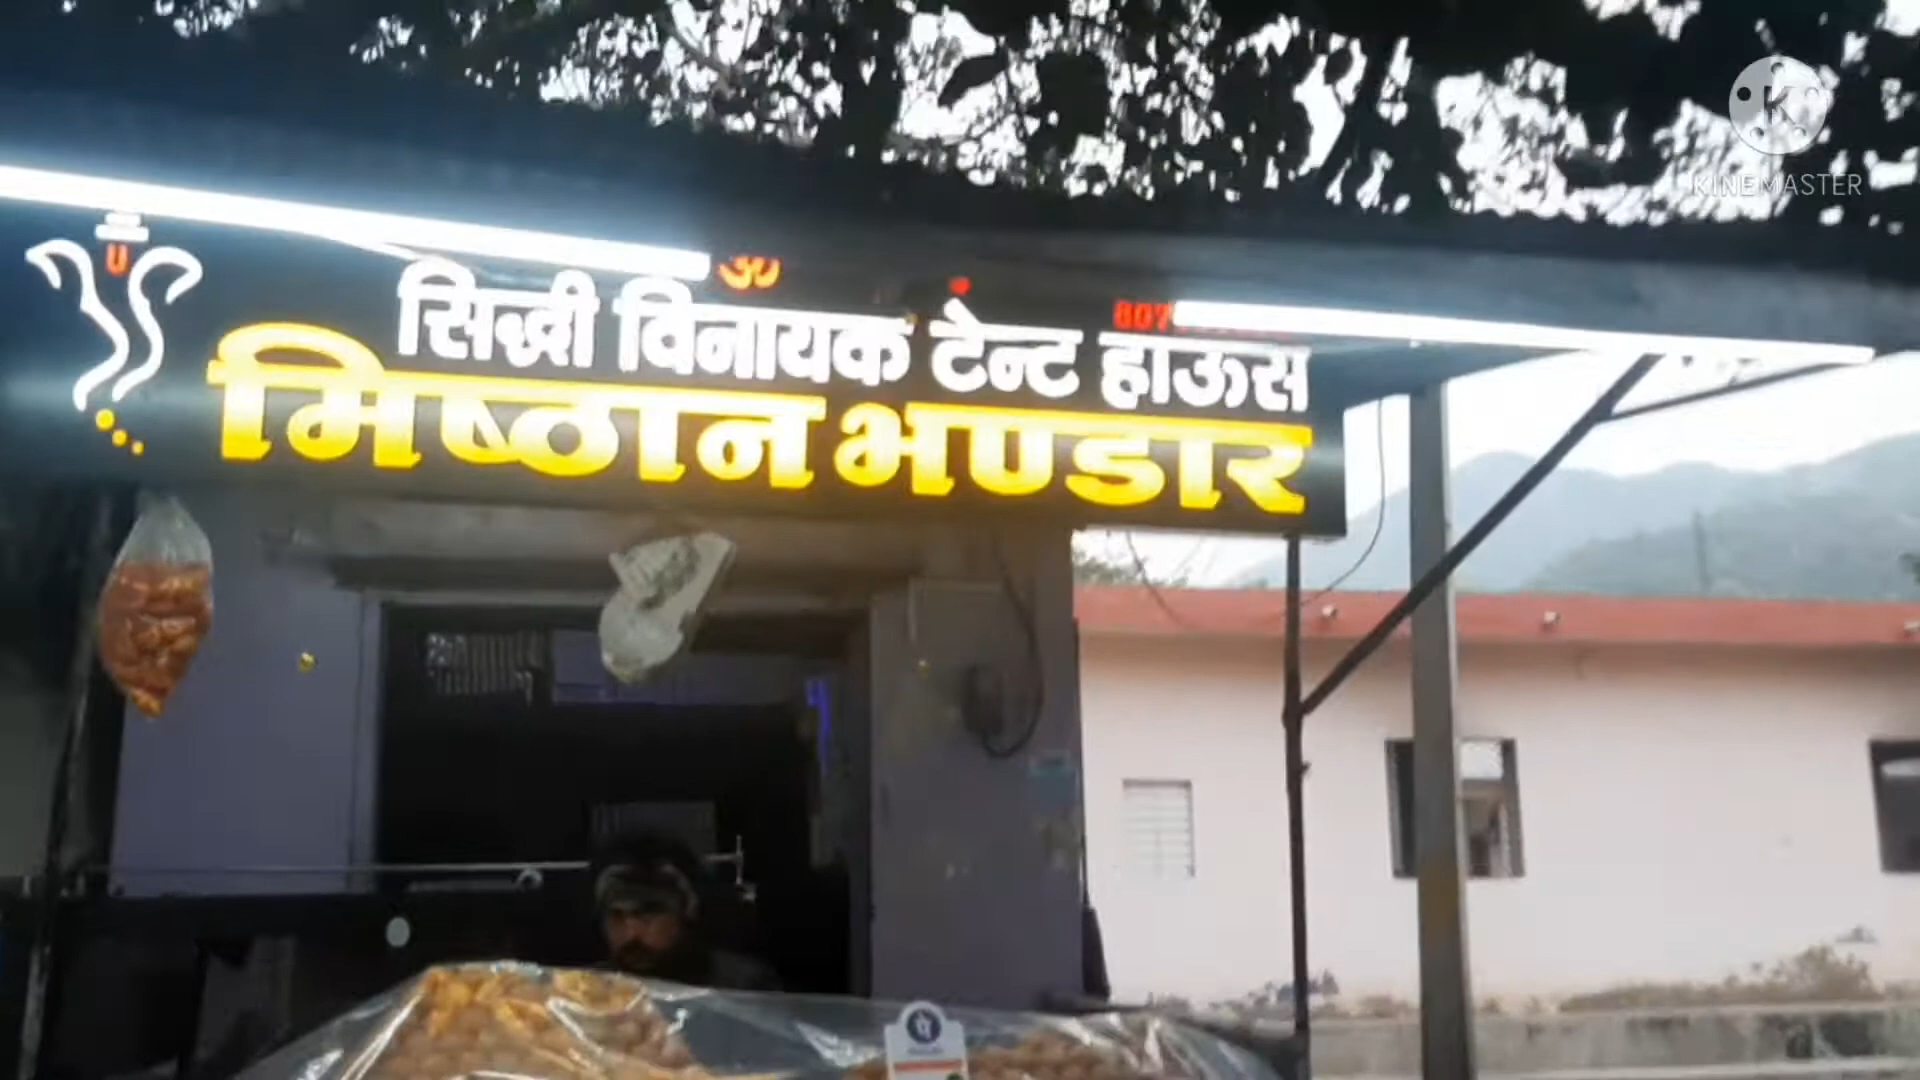 ॐ
सिद्धी विनायक टेन्ट हाऊस
मिष्ठान भण्डार
KINEMASTER